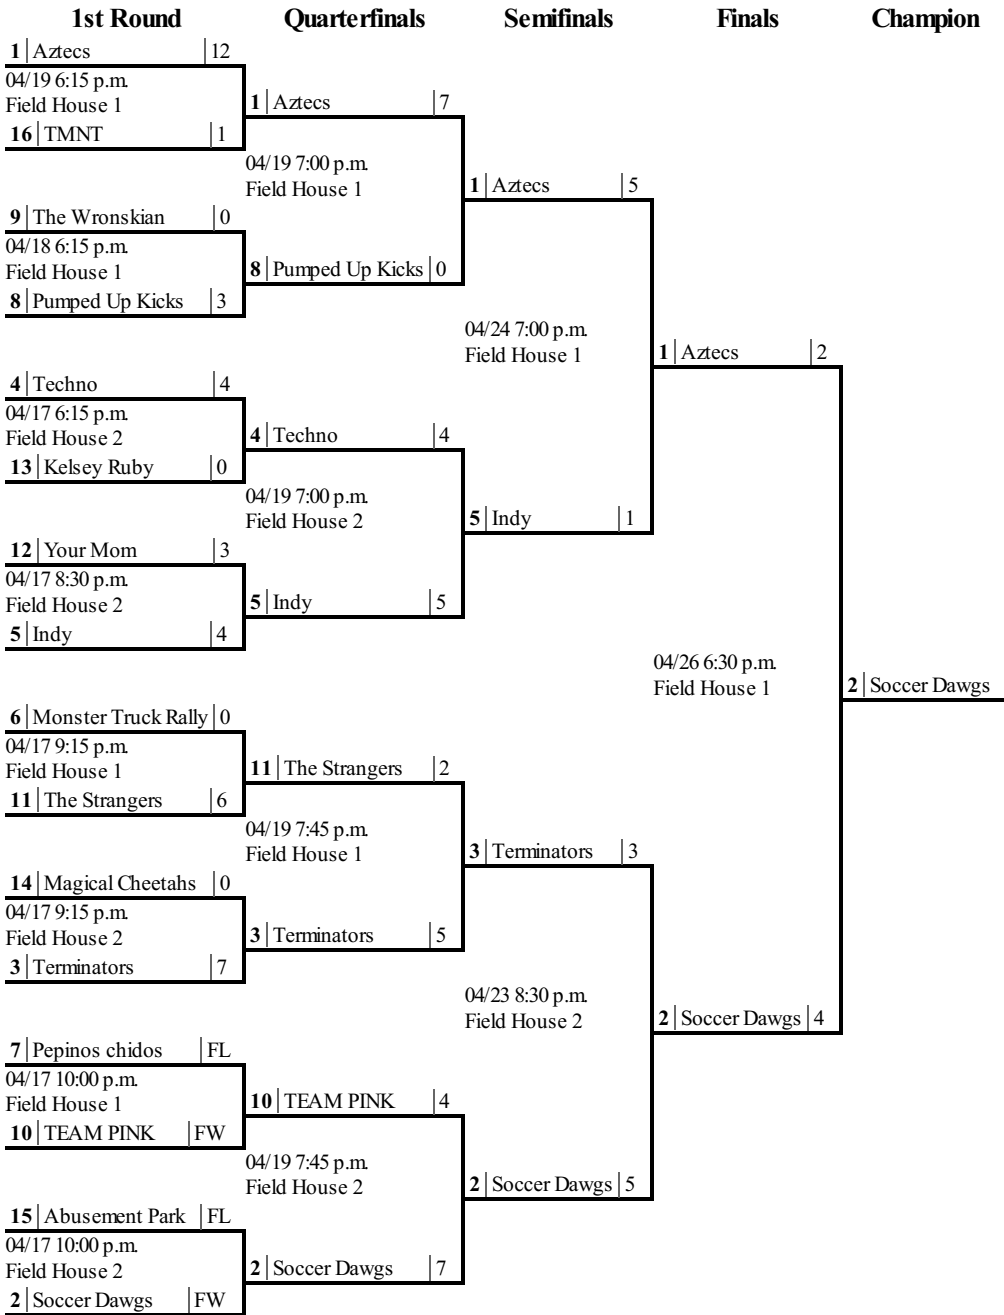 1st Round Quarterfinals Semifinals Finals Champion
1 Aztecs 12
04/19 6:15 p.m.
Field House 1
16 TMNT 1
1 Aztecs 7
04/19 7:00 p.m.
Field House 1
8 Pumped Up Kicks 0
9 The Wronskian 0
04/18 6:15 p.m.
Field House 1
8 Pumped Up Kicks 3
1 Aztecs 5
04/24 7:00 p.m.
Field House 1
5 Indy 1
4 Techno 4
04/17 6:15 p.m.
Field House 2
13 Kelsey Ruby 0
4 Techno 4
04/19 7:00 p.m.
Field House 2
5 Indy 5
12 Your Mom 3
04/17 8:30 p.m.
Field House 2
5 Indy 4
1 Aztecs 2
04/26 6:30 p.m.
Field House 1
2 Soccer Dawgs 4
2 Soccer Dawgs
6 Monster Truck Rally 0
04/17 9:15 p.m.
Field House 1
11 The Strangers 6
11 The Strangers 2
04/19 7:45 p.m.
Field House 1
3 Terminators 5
14 Magical Cheetahs 0
04/17 9:15 p.m.
Field House 2
3 Terminators 7
3 Terminators 3
04/23 8:30 p.m.
Field House 2
2 Soccer Dawgs 5
7 Pepinos chidos FL
04/17 10:00 p.m.
Field House 1
10 TEAM PINK FW
10 TEAM PINK 4
04/19 7:45 p.m.
Field House 2
2 Soccer Dawgs 7
15 Abusement Park FL
04/17 10:00 p.m.
Field House 2
2 Soccer Dawgs FW